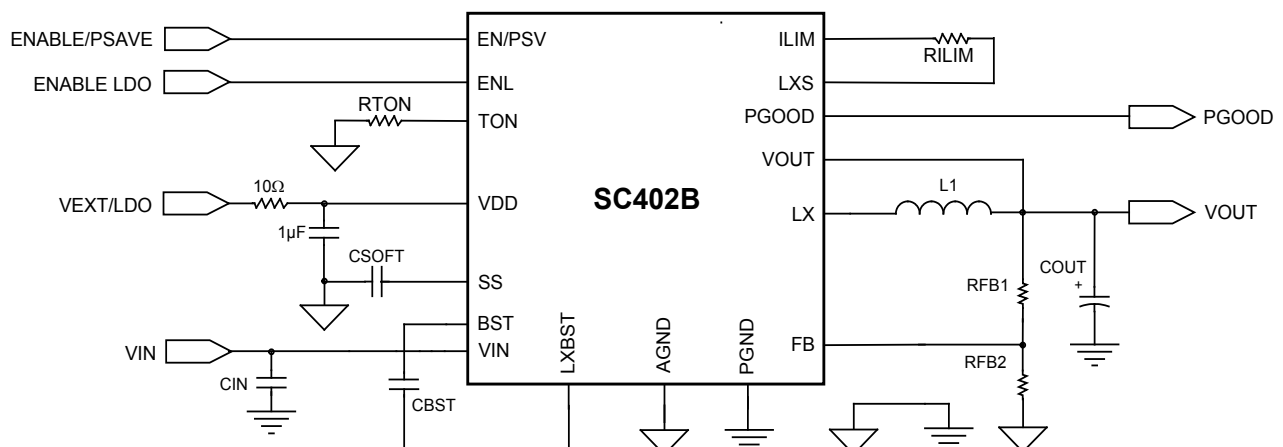 ENABLE/PSAVE
EN/PSV
ILIM
RILIM
ENABLE LDO
ENL
LXS
RTON
TON
PGOOD
PGOOD
VOUT
10Ω
L1
VEXT/LDO
VDD
SC402B
LX
VOUT
1µF
CSOFT
SS
COUT
+
RFB1
BST
VIN
VIN
LXBST
AGND
PGND
FB
RFB2
CIN
CBST